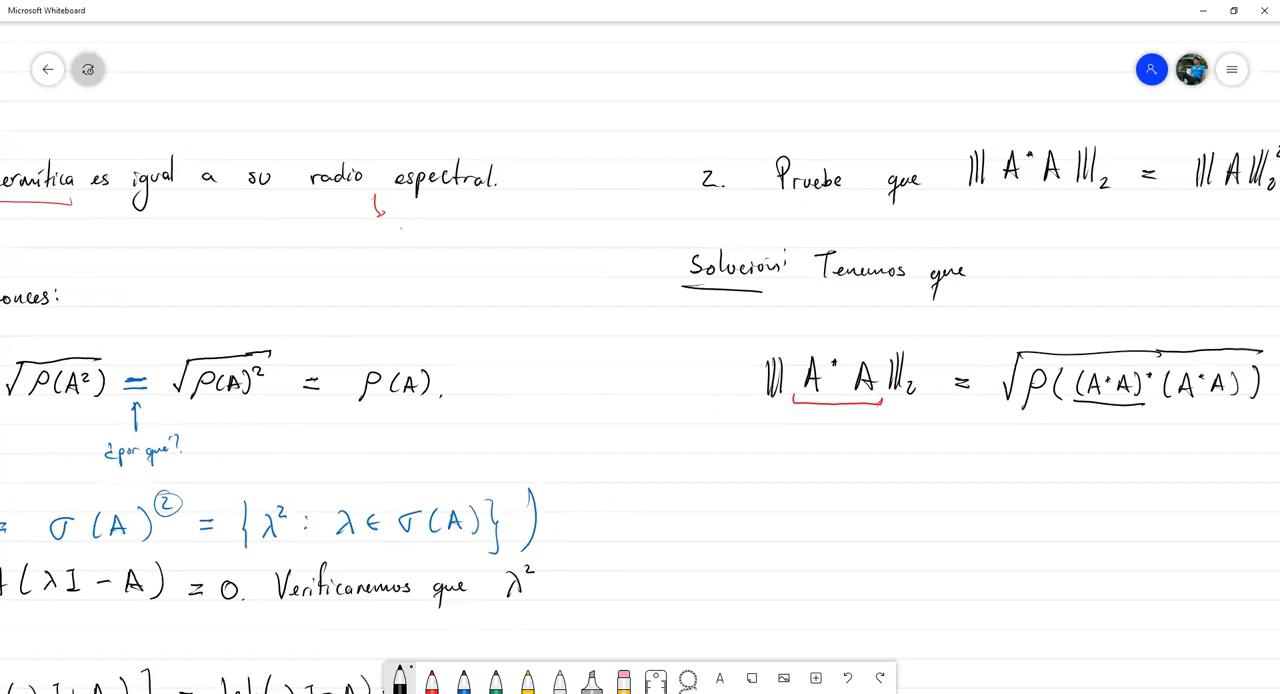 Microsoft Whiteboard
ermítica es igual a su radio espectral.
onces:
√ρ(A²) = √ρ(A)² = ρ(A).
¿por qué?
= σ(A)² = {λ² : λ ∈ σ(A)})
(λI - A) = 0. Verificaremos que λ²
2. Pruebe que ||| A* A |||₂ = ||| A |||₂²
Solución: Tenemos que
||| A* A |||₂ = √ρ((A*A)*(A*A))